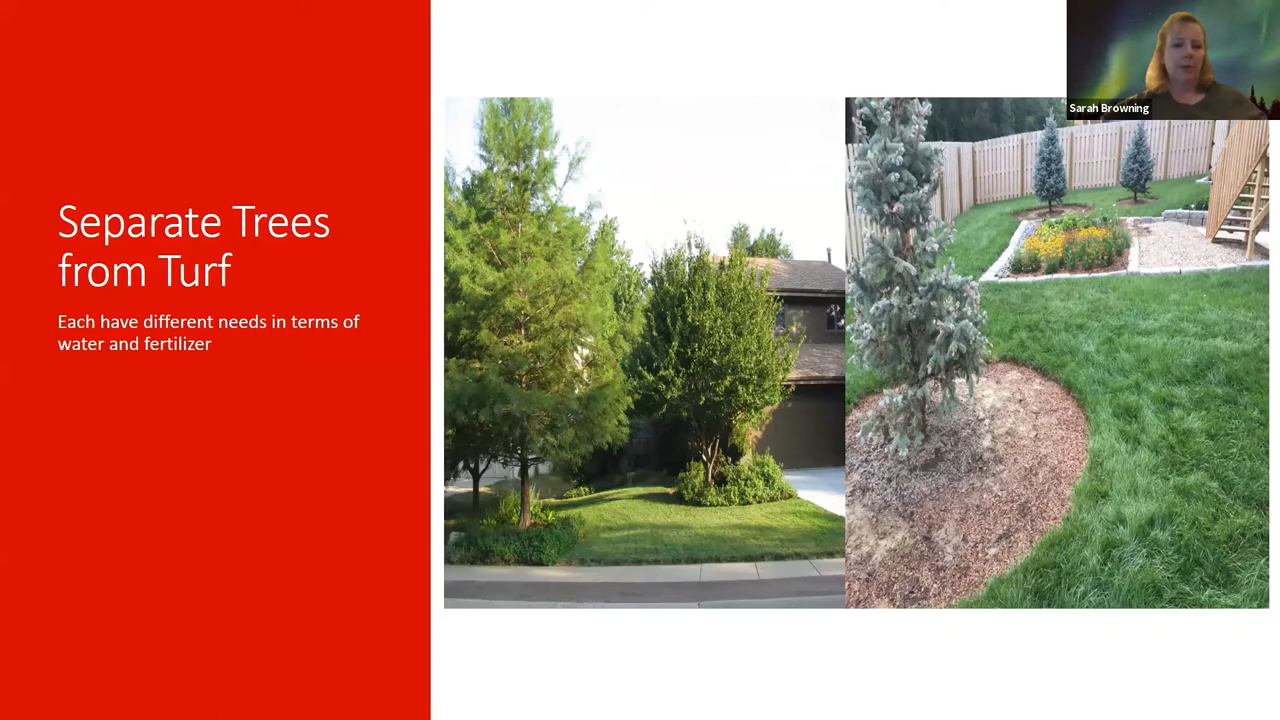 Separate Trees
from Turf
Each have different needs in terms of
water and fertilizer
Sarah Browning